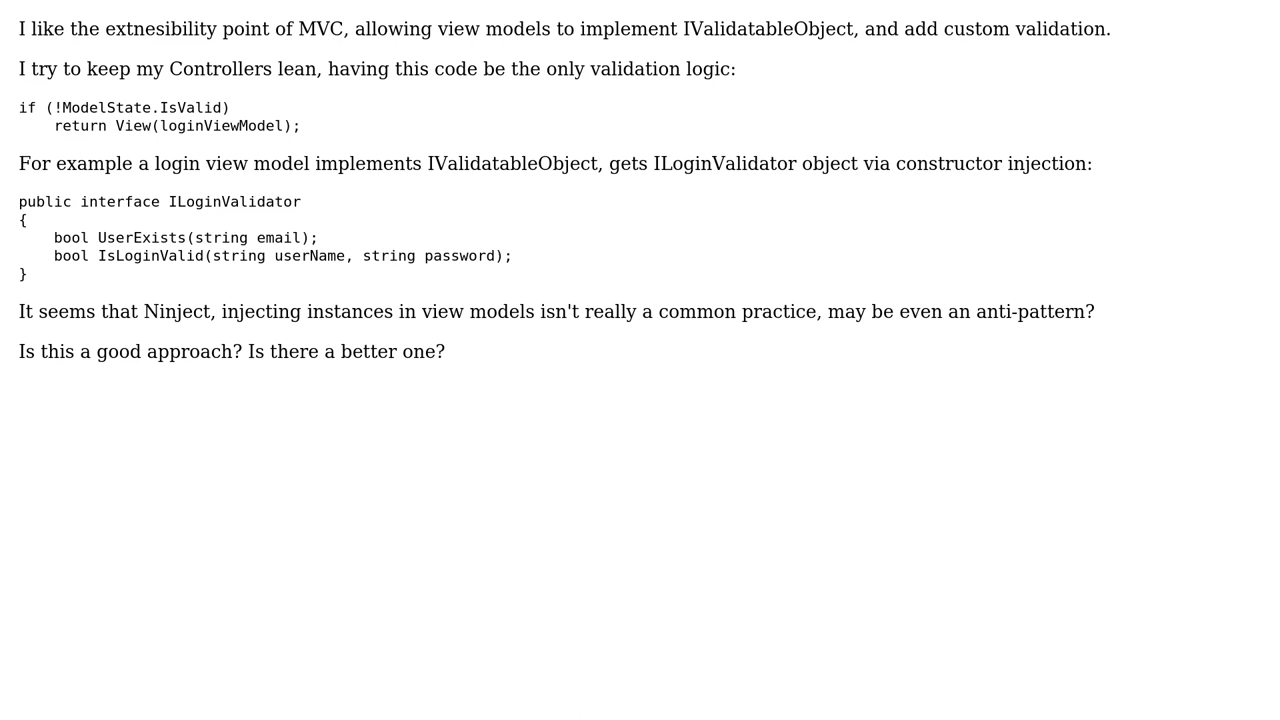 I like the extnesibility point of MVC, allowing view models to implement IValidatableObject, and add custom validation.
I try to keep my Controllers lean, having this code be the only validation logic:
if (!ModelState.IsValid)
    return View(loginViewModel);
For example a login view model implements IValidatableObject, gets ILoginValidator object via constructor injection:
public interface ILoginValidator
{
    bool UserExists(string email);
    bool IsLoginValid(string userName, string password);
}
It seems that Ninject, injecting instances in view models isn't really a common practice, may be even an anti-pattern?
Is this a good approach? Is there a better one?